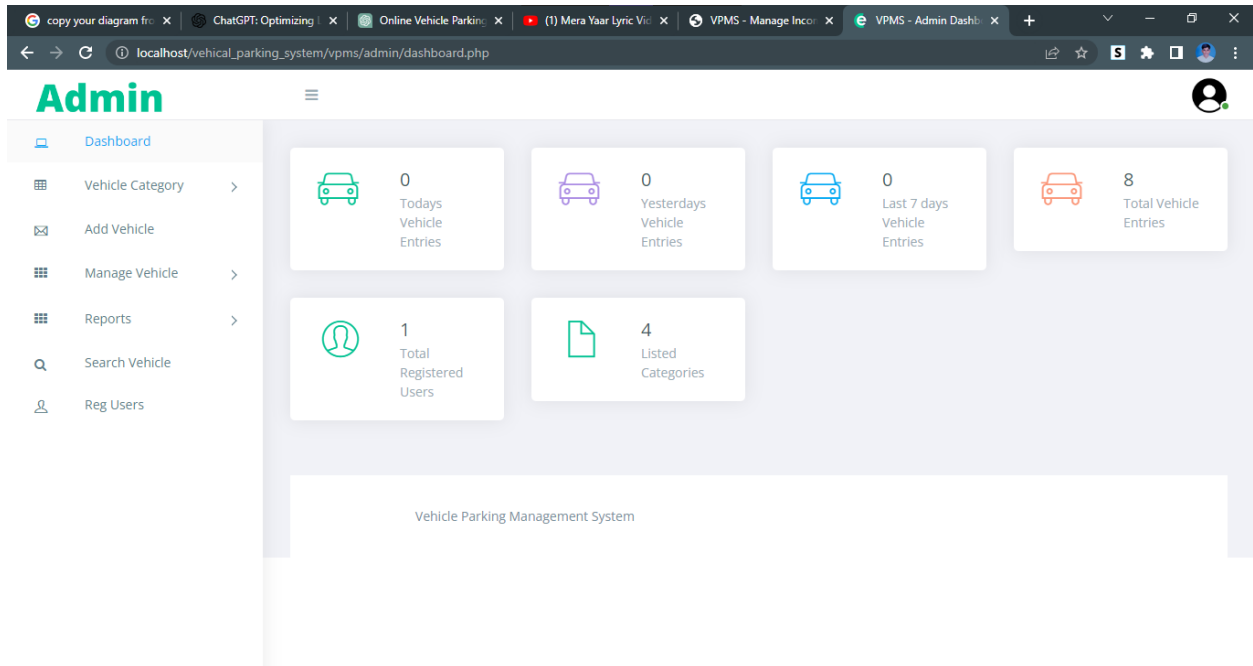 copy your diagram fro
ChatGPT: Optimizing
Online Vehicle Parking
(1) Mera Yaar Lyric Vid
VPMS - Manage Incom
VPMS - Admin Dashb
localhost/vehical_parking_system/vpms/admin/dashboard.php
Admin
Dashboard
Vehicle Category
Add Vehicle
Manage Vehicle
Reports
Search Vehicle
Reg Users
0
Todays
Vehicle
Entries
0
Yesterdays
Vehicle
Entries
0
Last 7 days
Vehicle
Entries
8
Total Vehicle
Entries
1
Total
Registered
Users
4
Listed
Categories
Vehicle Parking Management System